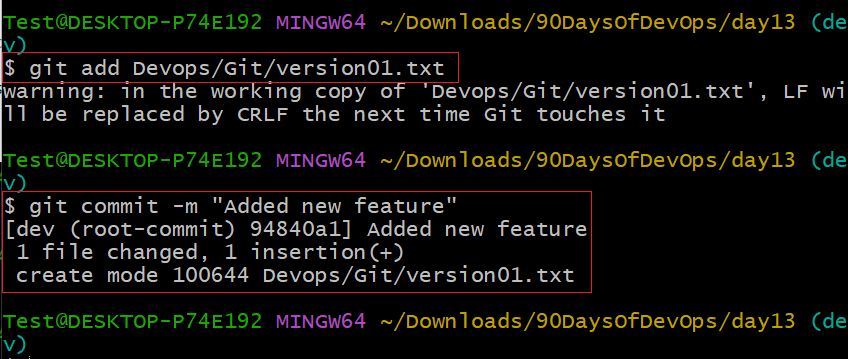 Test@DESKTOP-P74E192 MINGW64 ~/Downloads/90DaysOfDevOps/day13 (de
v)
$ git add Devops/Git/version01.txt
warning: in the working copy of 'Devops/Git/version01.txt', LF wi
ll be replaced by CRLF the next time Git touches it
Test@DESKTOP-P74E192 MINGW64 ~/Downloads/90DaysOfDevOps/day13 (de
v)
$ git commit -m "Added new feature"
[dev (root-commit) 94840a1] Added new feature
 1 file changed, 1 insertion(+)
 create mode 100644 Devops/Git/version01.txt
Test@DESKTOP-P74E192 MINGW64 ~/Downloads/90DaysOfDevOps/day13 (de
v)